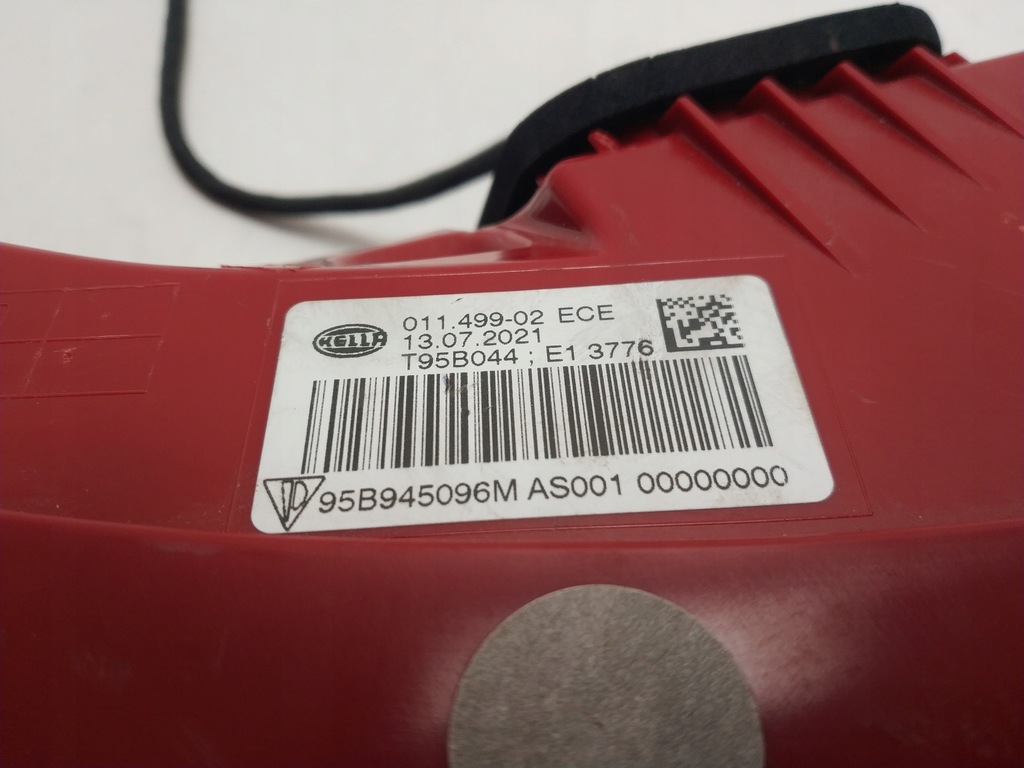 HELLA
011.499-02 ECE
13.07.2021
T95B044 ; E1 3776
95B945096M AS001 00000000